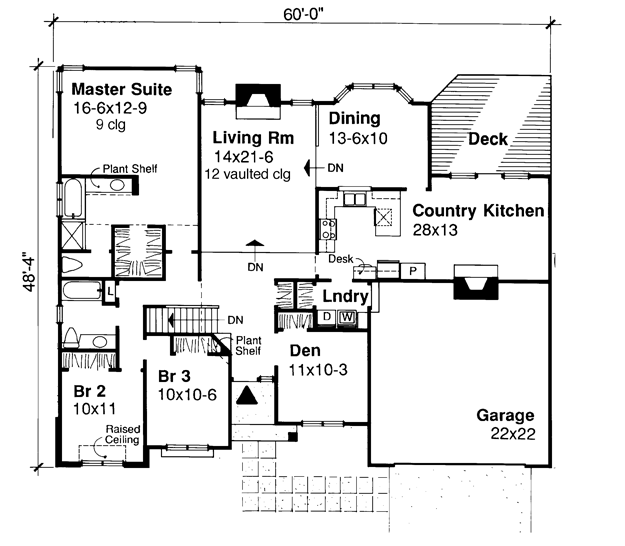 60'-0"
48'-4"
Master Suite
16-6x12-9
9 clg
Plant Shelf
Living Rm
14x21-6
12 vaulted clg
Dining
13-6x10
DN
Deck
Country Kitchen
28x13
DN
Desk
P
L
Lndry
D W
DN
Plant
Shelf
Den
11x10-3
Br 3
10x10-6
Br 2
10x11
Raised
Ceiling
Garage
22x22